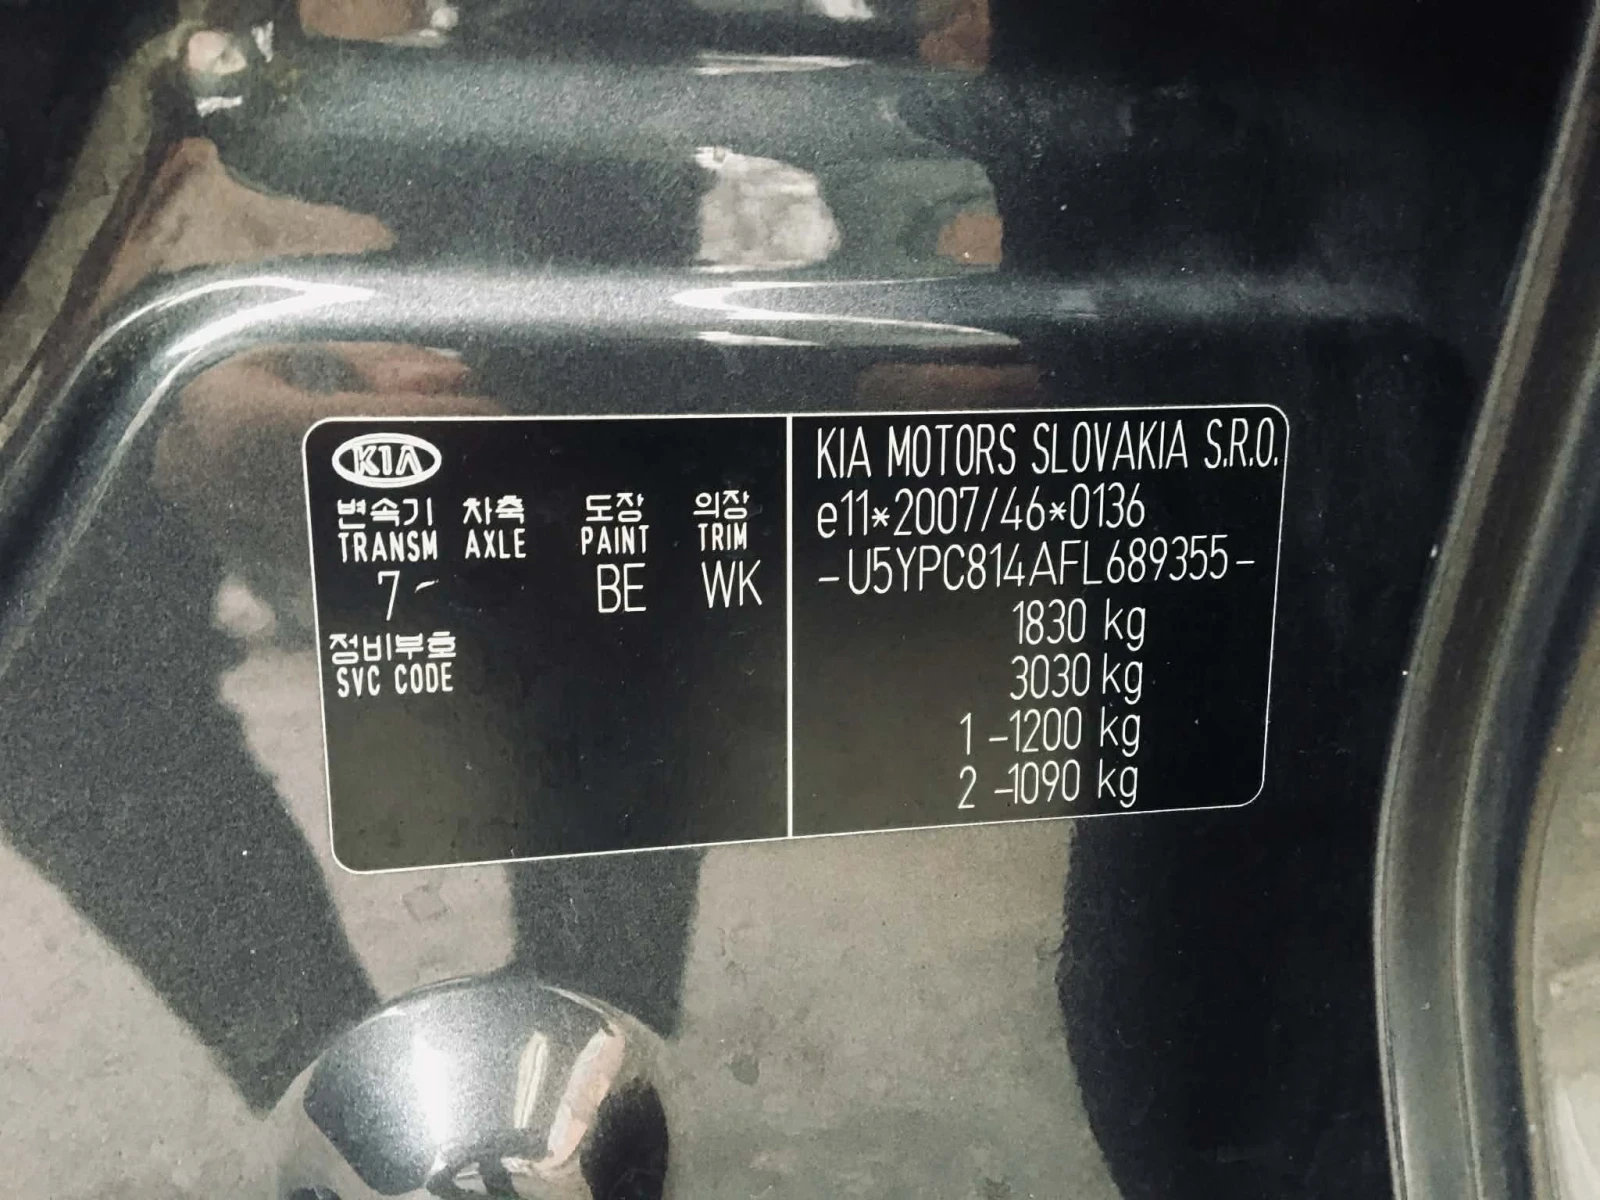 KIA
변속기 차축 도장 의장
TRANSM AXLE PAINT TRIM
7- BE WK
정비부호
SVC CODE
KIA MOTORS SLOVAKIA S.R.O.
e11*2007/46*0136
-U5YPC814AFL689355-
1830 kg
3030 kg
1 -1200 kg
2 -1090 kg